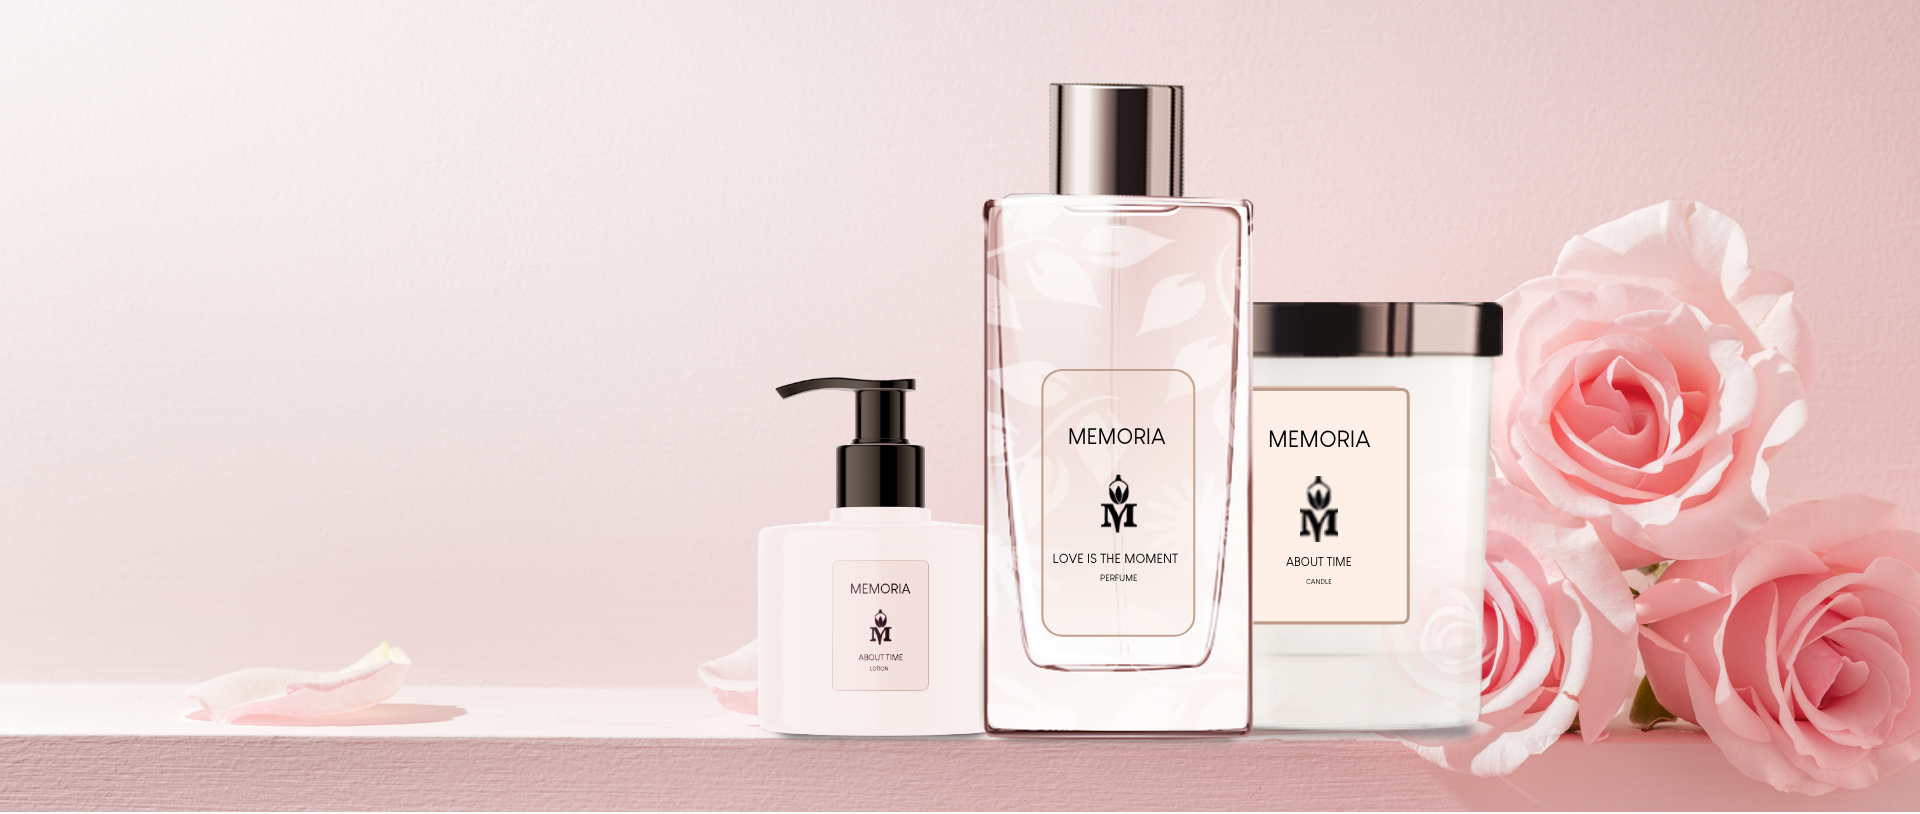 MEMORIA
M
ABOUT TIME
LOTION
MEMORIA
M
LOVE IS THE MOMENT
PERFUME
MEMORIA
M
ABOUT TIME
CANDLE